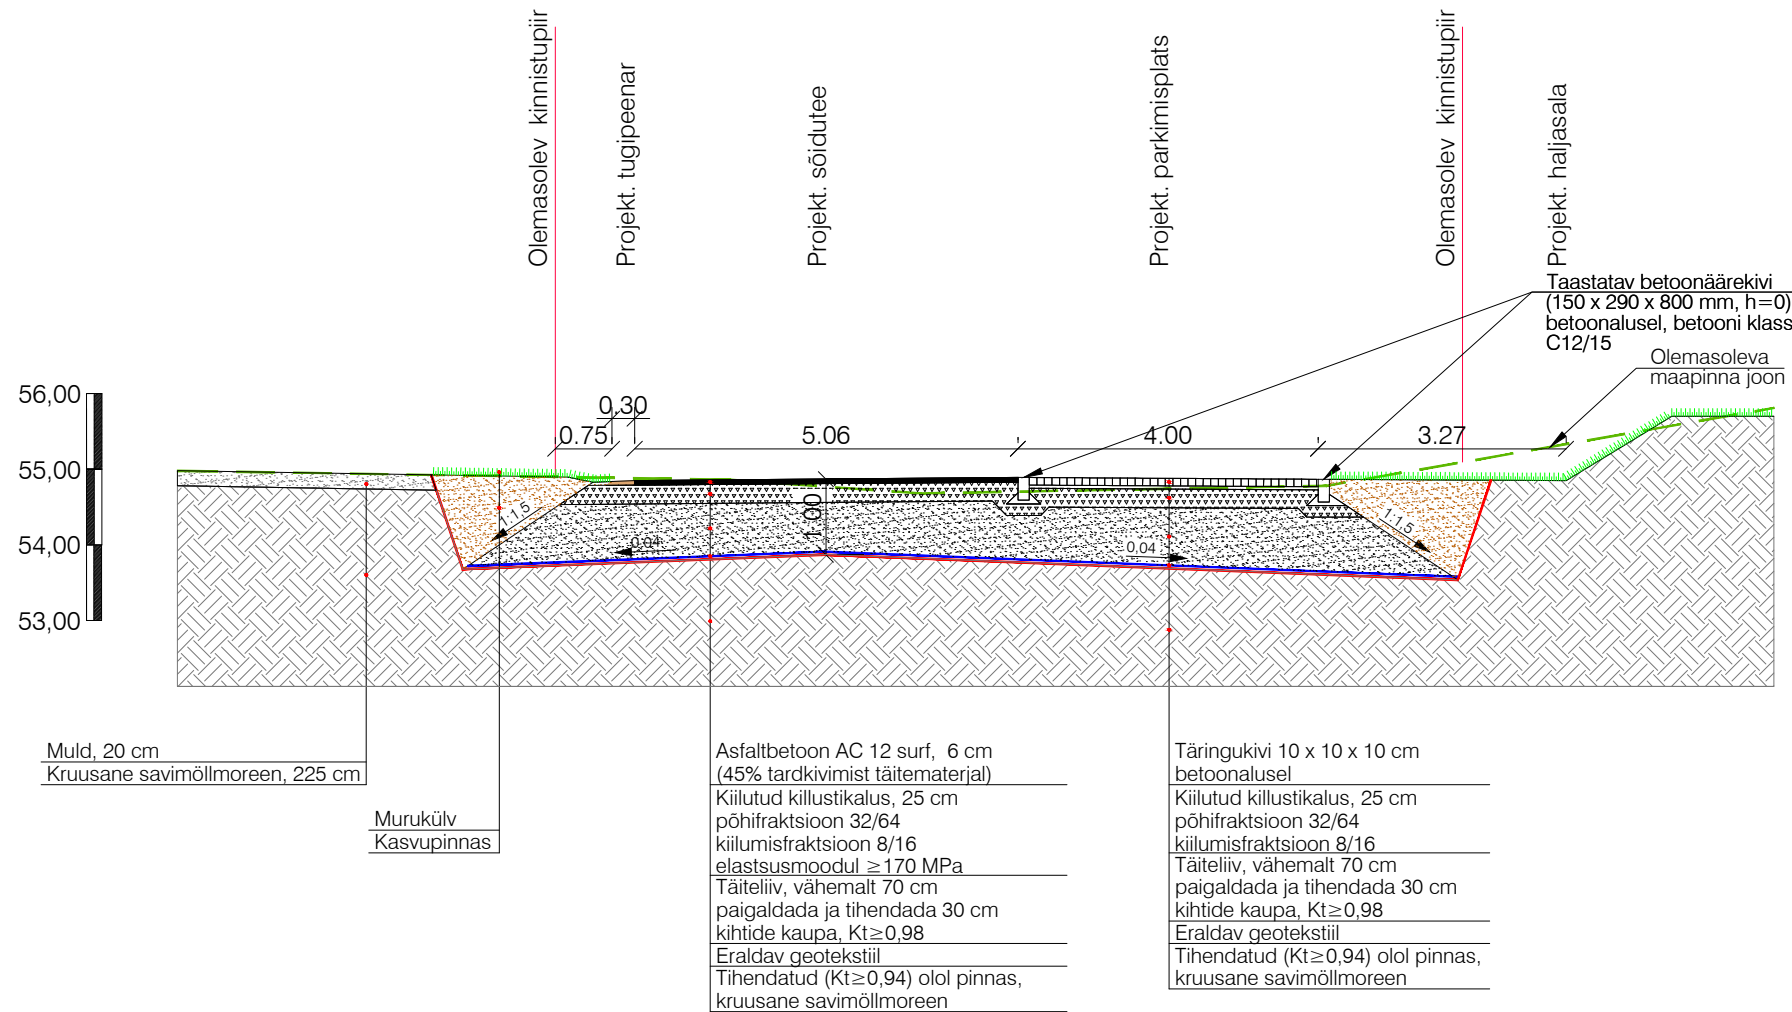 Olemasolev kinnistupiir
Projekt. tugipeenar
Projekt. sõidutee
Projekt. parkimisplats
Olemasolev kinnistupiir
Projekt. haljasala
Taastatav betoonäärekivi
(150 x 290 x 800 mm, h=0)
betoonalusel, betooni klass
C12/15
Olemasoleva
maapinna joon
56,00
55,00
54,00
53,00
0,30
0.75
5.06
4.00
3.27
1:1,5
1.00
0.04
0.04
1:1,5
Muld, 20 cm
Kruusane savimöllmoreen, 225 cm
Murukülv
Kasvupinnas
Asfaltbetoon AC 12 surf, 6 cm
(45% tardkivimist täitematerjal)
Kiilutud killustikalus, 25 cm
põhifraktsioon 32/64
kiilumisfraktsioon 8/16
elastsusmoodul ≥170 MPa
Täiteliiv, vähemalt 70 cm
paigaldada ja tihendada 30 cm
kihtide kaupa, Kt≥0,98
Eraldav geotekstiil
Tihendatud (Kt≥0,94) olol pinnas,
kruusane savimöllmoreen
Täringukivi 10 x 10 x 10 cm
betoonalusel
Kiilutud killustikalus, 25 cm
põhifraktsioon 32/64
kiilumisfraktsioon 8/16
Täiteliiv, vähemalt 70 cm
paigaldada ja tihendada 30 cm
kihtide kaupa, Kt≥0,98
Eraldav geotekstiil
Tihendatud (Kt≥0,94) olol pinnas,
kruusane savimöllmoreen